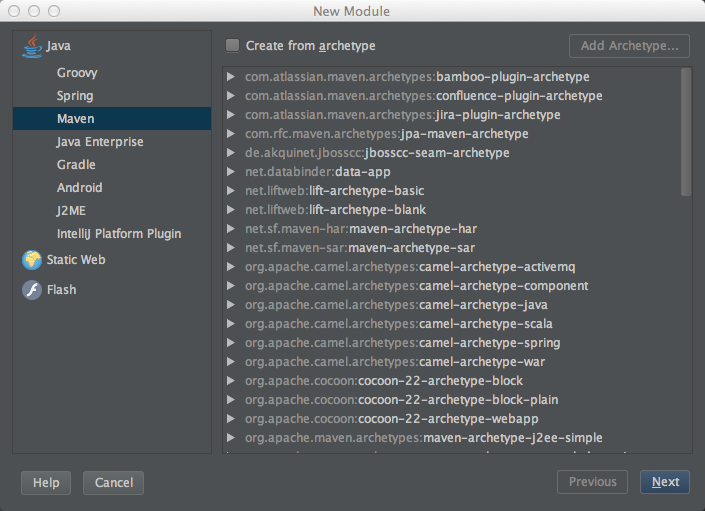 New Module
Java
Groovy
Spring
Maven
Java Enterprise
Gradle
Android
J2ME
IntelliJ Platform Plugin
Static Web
Flash
Create from archetype
Add Archetype...
com.atlassian.maven.archetypes:bamboo-plugin-archetype
com.atlassian.maven.archetypes:confluence-plugin-archetype
com.atlassian.maven.archetypes:jira-plugin-archetype
com.rfc.maven.archetypes:jpa-maven-archetype
de.akquinet.jbosscc:jbosscc-seam-archetype
net.databinder:data-app
net.liftweb:lift-archetype-basic
net.liftweb:lift-archetype-blank
net.sf.maven-har:maven-archetype-har
net.sf.maven-sar:maven-archetype-sar
org.apache.camel.archetypes:camel-archetype-activemq
org.apache.camel.archetypes:camel-archetype-component
org.apache.camel.archetypes:camel-archetype-java
org.apache.camel.archetypes:camel-archetype-scala
org.apache.camel.archetypes:camel-archetype-spring
org.apache.camel.archetypes:camel-archetype-war
org.apache.cocoon:cocoon-22-archetype-block
org.apache.cocoon:cocoon-22-archetype-block-plain
org.apache.cocoon:cocoon-22-archetype-webapp
org.apache.maven.archetypes:maven-archetype-j2ee-simple
Help
Cancel
Previous
Next